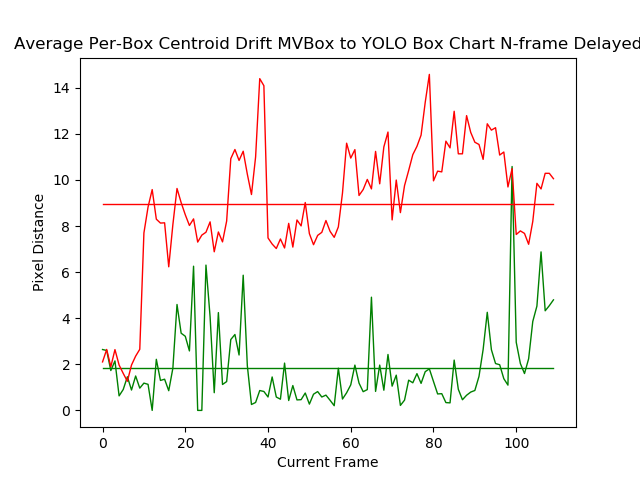 Average Per-Box Centroid Drift MVBox to YOLO Box Chart N-frame Delayed
14
12
10
8
6
4
2
0
Pixel Distance
0 20 40 60 80 100
Current Frame